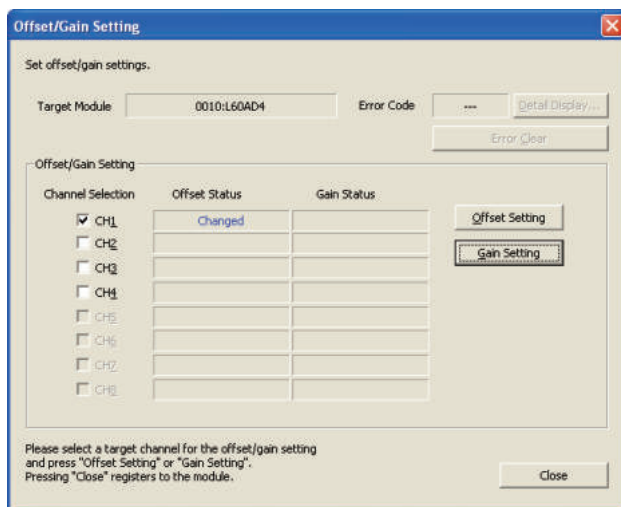 Offset/Gain Setting
Set offset/gain settings.
Target Module 0010:L60AD4 Error Code --- Detail Display...
Error Clear
Offset/Gain Setting
Channel Selection Offset Status Gain Status
CH1 Changed Offset Setting
CH2
Gain Setting
CH3
CH4
CH5
CH6
CH7
CH8
Please select a target channel for the offset/gain setting
and press "Offset Setting" or "Gain Setting".
Pressing "Close" registers to the module.
Close